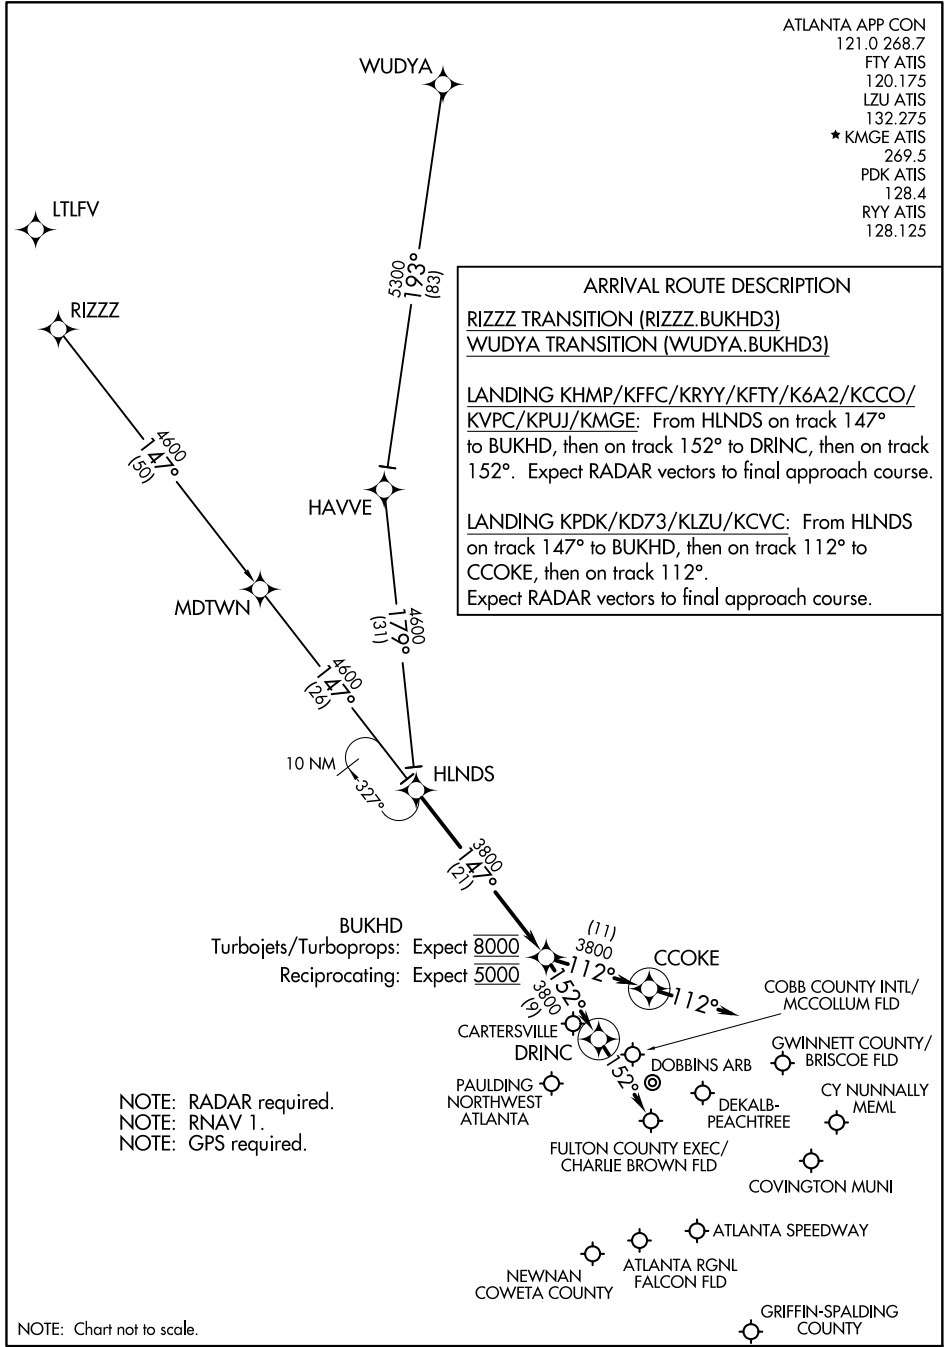 ATLANTA APP CON
121.0 268.7
FTY ATIS
120.175
LZU ATIS
132.275
★ KMGE ATIS
269.5
PDK ATIS
128.4
RYY ATIS
128.125
WUDYA
LTLFV
5300
193°
(83)
ARRIVAL ROUTE DESCRIPTION
RIZZZ TRANSITION (RIZZZ.BUKHD3)
WUDYA TRANSITION (WUDYA.BUKHD3)
LANDING KHMP/KFFC/KRYY/KFTY/K6A2/KCCO/
KVPC/KPUJ/KMGE: From HLNDS on track 147°
to BUKHD, then on track 152° to DRINC, then on track
152°. Expect RADAR vectors to final approach course.
LANDING KPDK/KD73/KLZU/KCVC: From HLNDS
on track 147° to BUKHD, then on track 112° to
CCOKE, then on track 112°.
Expect RADAR vectors to final approach course.
RIZZZ
4600
147°
(50)
HAVVE
MDTWN
4600
179°
(31)
4600
147°
(26)
10 NM
327°
HLNDS
3800
147°
(21)
BUKHD
Turbojets/Turboprops: Expect 8000
Reciprocating: Expect 5000
(11)
3800
112°
CCOKE
112°
152°
3800
(9)
CARTERSVILLE
DRINC
152°
COBB COUNTY INTL/
MCCOLLUM FLD
GWINNETT COUNTY/
BRISCOE FLD
DOBBINS ARB
PAULDING
NORTHWEST
ATLANTA
DEKALB-
PEACHTREE
CY NUNNALLY
MEML
FULTON COUNTY EXEC/
CHARLIE BROWN FLD
COVINGTON MUNI
NOTE: RADAR required.
NOTE: RNAV 1.
NOTE: GPS required.
ATLANTA SPEEDWAY
ATLANTA RGNL
FALCON FLD
NEWNAN
COWETA COUNTY
GRIFFIN-SPALDING
COUNTY
NOTE: Chart not to scale.